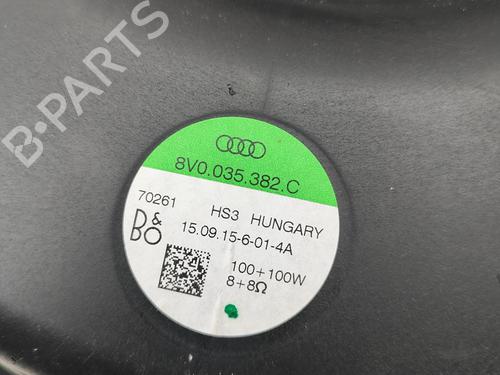 B-PARTS
8V0.035.382.C
70261 HS3 HUNGARY
B&O 15.09.15-6-01-4A
100+100W
8+8Ω